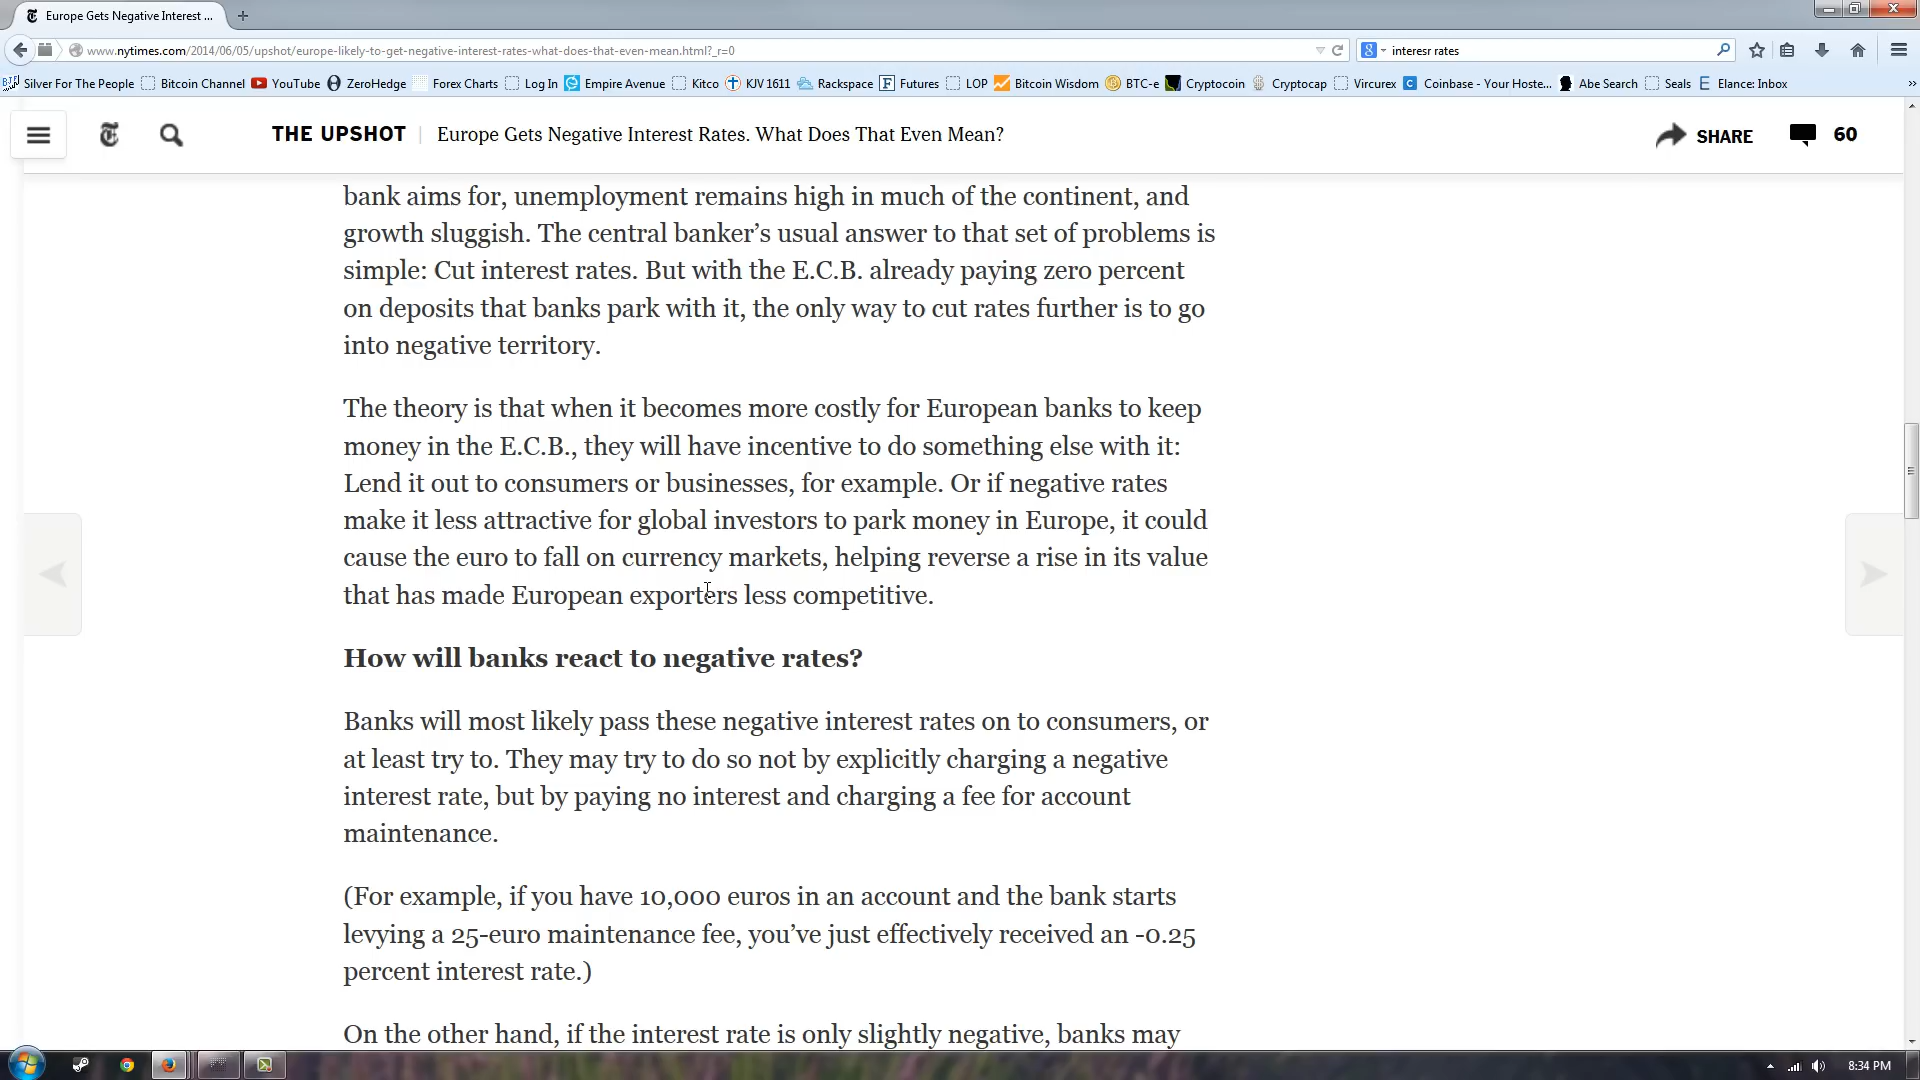 Europe Gets Negative Interest ...
www.nytimes.com/2014/06/05/upshot/europe-likely-to-get-negative-interest-rates-what-does-that-even-mean.html?_r=0
interesr rates
Silver For The People Bitcoin Channel YouTube ZeroHedge Forex Charts Log In Empire Avenue Kitco KJV 1611 Rackspace Futures LOP Bitcoin Wisdom BTC-e Cryptocoin Cryptocap Vircurex Coinbase - Your Hoste... Abe Search Seals Elance: Inbox
THE UPSHOT | Europe Gets Negative Interest Rates. What Does That Even Mean? SHARE 60
bank aims for, unemployment remains high in much of the continent, and
growth sluggish. The central banker’s usual answer to that set of problems is
simple: Cut interest rates. But with the E.C.B. already paying zero percent
on deposits that banks park with it, the only way to cut rates further is to go
into negative territory.
The theory is that when it becomes more costly for European banks to keep
money in the E.C.B., they will have incentive to do something else with it:
Lend it out to consumers or businesses, for example. Or if negative rates
make it less attractive for global investors to park money in Europe, it could
cause the euro to fall on currency markets, helping reverse a rise in its value
that has made European exporters less competitive.
How will banks react to negative rates?
Banks will most likely pass these negative interest rates on to consumers, or
at least try to. They may try to do so not by explicitly charging a negative
interest rate, but by paying no interest and charging a fee for account
maintenance.
(For example, if you have 10,000 euros in an account and the bank starts
levying a 25-euro maintenance fee, you’ve just effectively received an -0.25
percent interest rate.)
On the other hand, if the interest rate is only slightly negative, banks may
8:34 PM